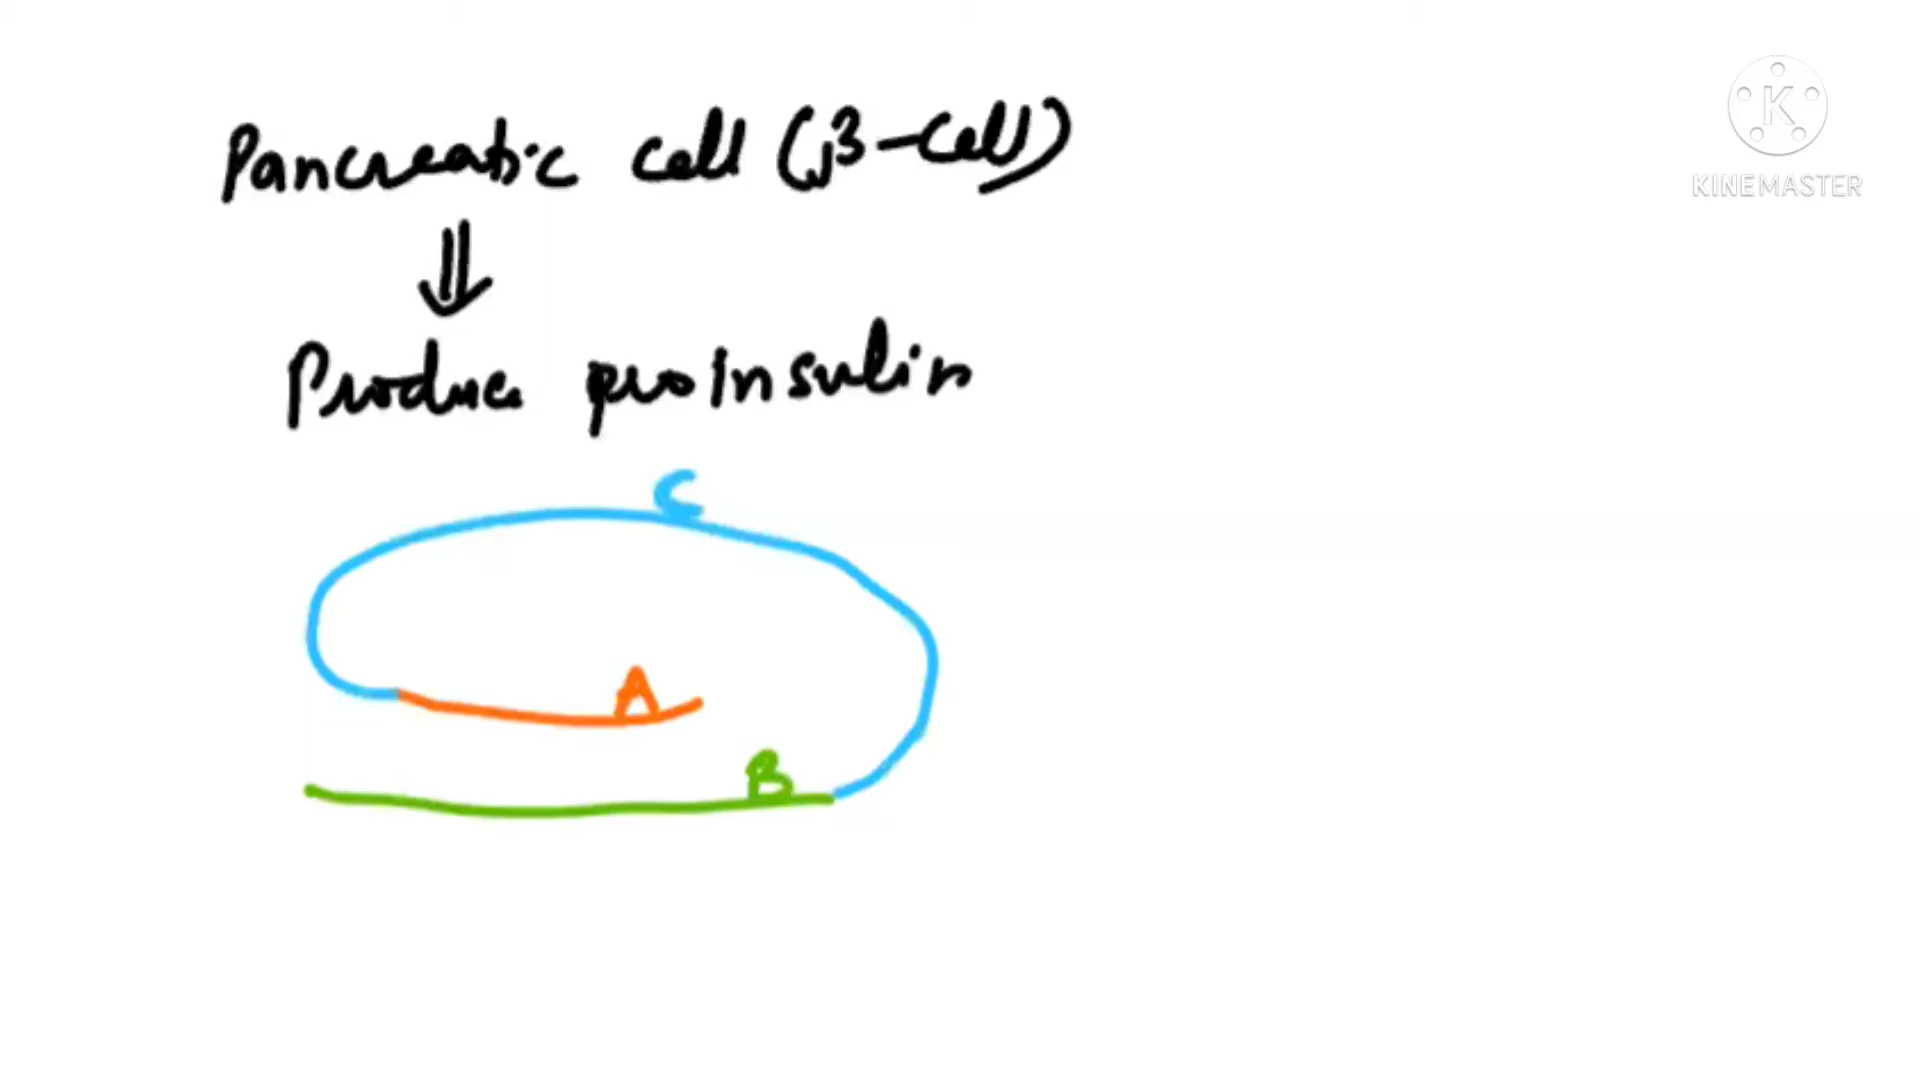 Pancreatic cell (β-cell)
⇓
Produce proinsulin
C
A
B
K
KINEMASTER